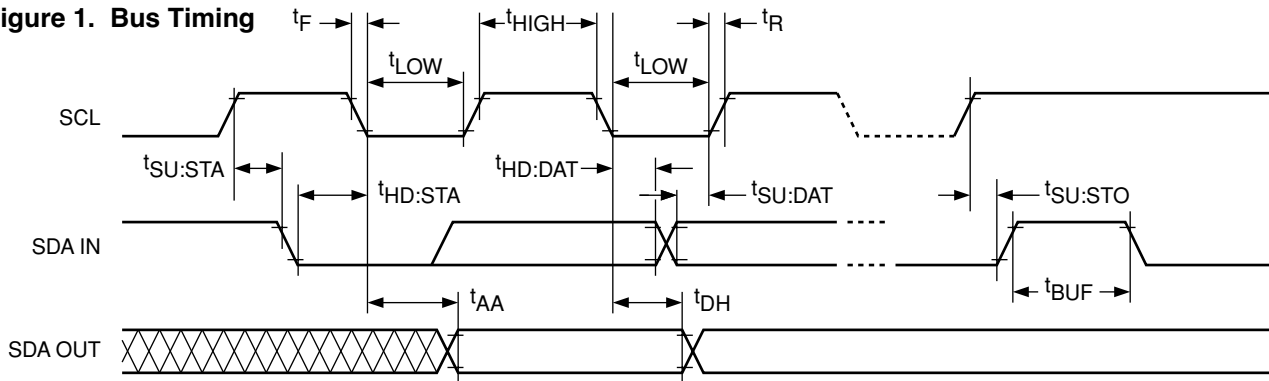 igure 1. Bus Timing
tF
tHIGH
tR
tLOW
tLOW
SCL
tSU:STA
tHD:STA
tHD:DAT
tSU:DAT
tSU:STO
SDA IN
tBUF
tAA
tDH
SDA OUT